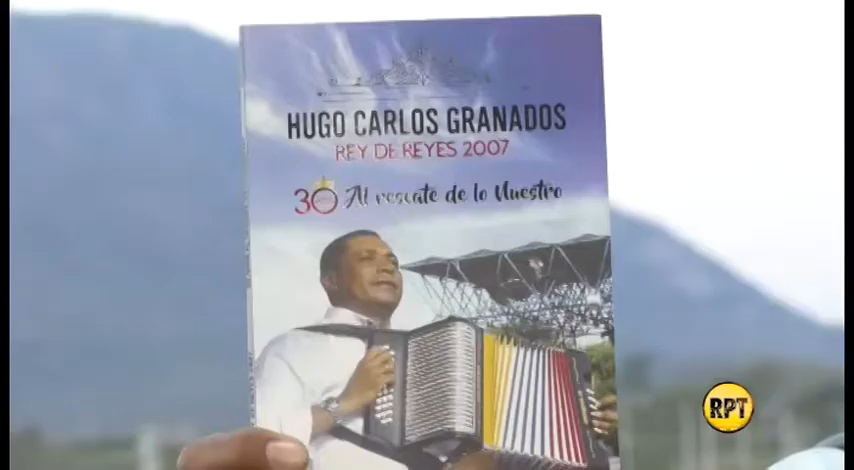 HUGO CARLOS GRANADOS
REY DE REYES 2007
30 Al rescate de lo Nuestro
RPT